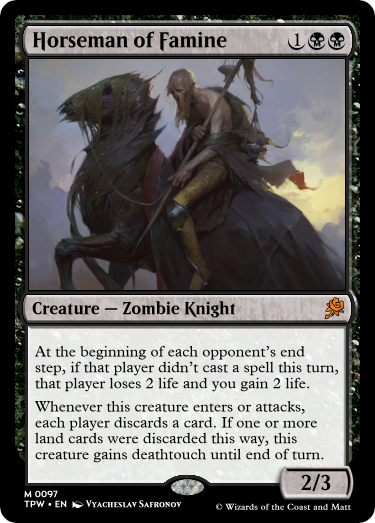 Horseman of Famine 1
Creature — Zombie Knight
At the beginning of each opponent's end
step, if that player didn't cast a spell this turn,
that player loses 2 life and you gain 2 life.
Whenever this creature enters or attacks,
each player discards a card. If one or more
land cards were discarded this way, this
creature gains deathtouch until end of turn.
2/3
M 0097
TPW • EN Vyacheslav Safronov
© Wizards of the Coast and Matt